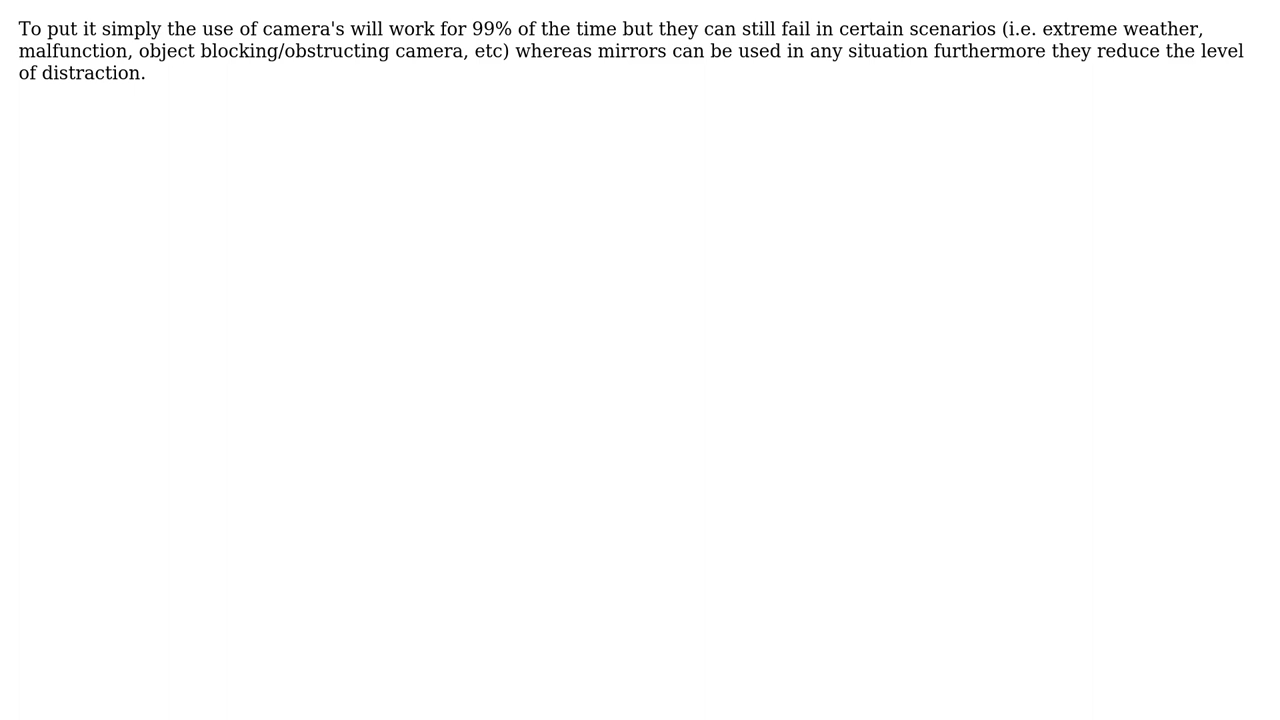 To put it simply the use of camera's will work for 99% of the time but they can still fail in certain scenarios (i.e. extreme weather,
malfunction, object blocking/obstructing camera, etc) whereas mirrors can be used in any situation furthermore they reduce the level
of distraction.